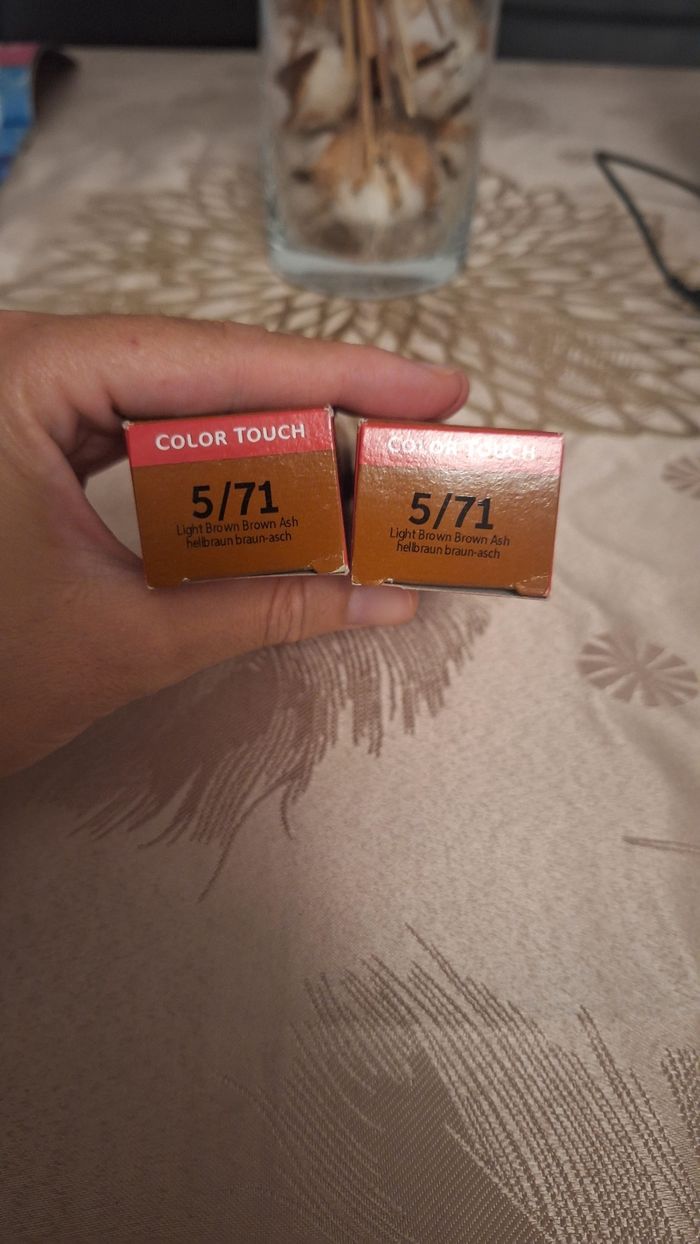 COLOR TOUCH
5/71
Light Brown Brown Ash
hellbraun braun-asch
COLOR TOUCH
5/71
Light Brown Brown Ash
hellbraun braun-asch